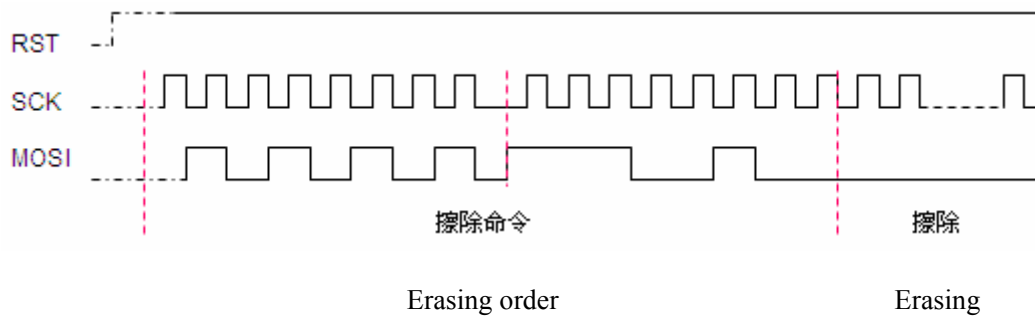 RST
SCK
MOSI
擦除命令 擦除
Erasing order Erasing